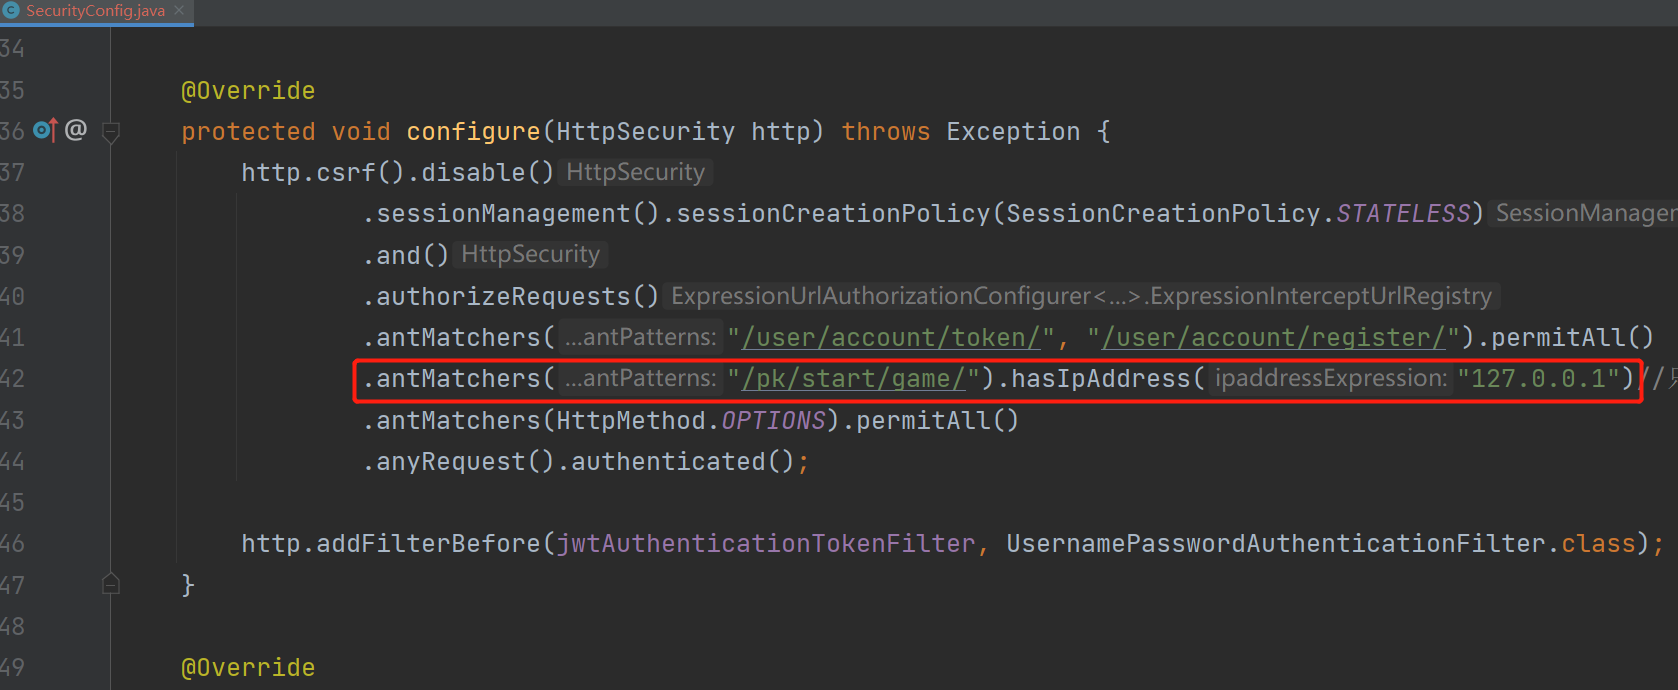 SecurityConfig.java
34
35 @Override
36 @ protected void configure(HttpSecurity http) throws Exception {
37 http.csrf().disable() HttpSecurity
38 .sessionManagement().sessionCreationPolicy(SessionCreationPolicy.STATELESS)
39 .and() HttpSecurity
40 .authorizeRequests() ExpressionUrlAuthorizationConfigurer<...>.ExpressionInterceptUrlRegistry
41 .antMatchers( ...antPatterns: "/user/account/token/", "/user/account/register/").permitAll()
42 .antMatchers( ...antPatterns: "/pk/start/game/").hasIpAddress( ipaddressExpression: "127.0.0.1")//
43 .antMatchers(HttpMethod.OPTIONS).permitAll()
44 .anyRequest().authenticated();
45
46 http.addFilterBefore(jwtAuthenticationTokenFilter, UsernamePasswordAuthenticationFilter.class);
47 }
48
49 @Override